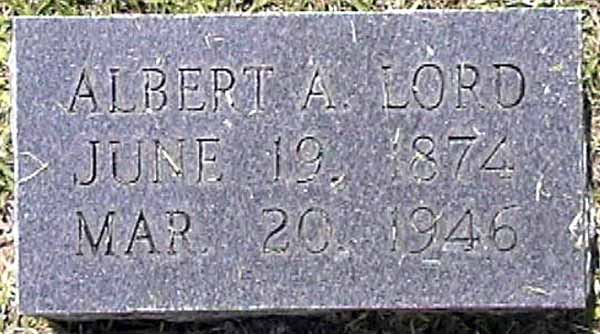 ALBERT A. LORD
JUNE 19, 1874
MAR. 20, 1946